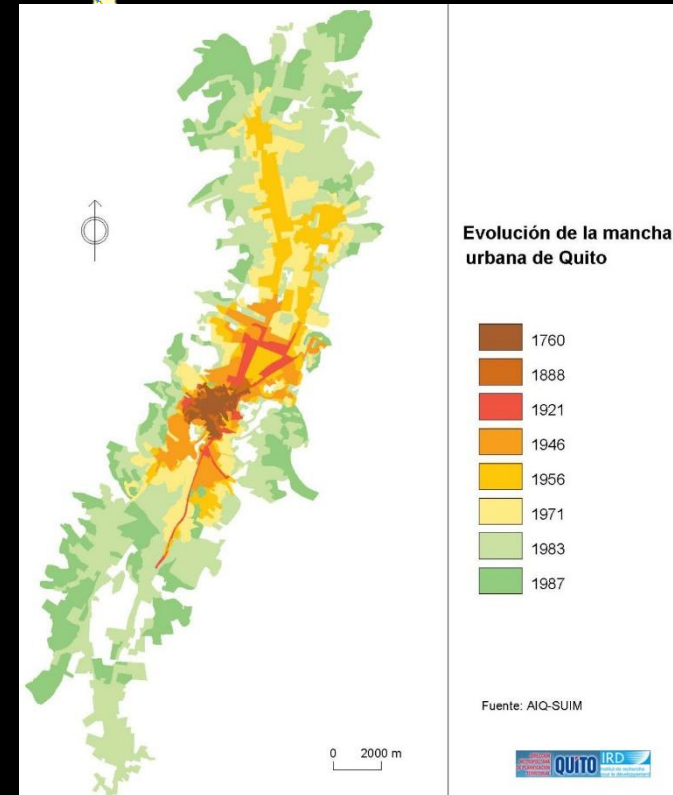 Evolución de la mancha
urbana de Quito
1760
1888
1921
1946
1956
1971
1983
1987
Fuente: AIQ-SUIM
0 2000 m
QUITO
IRD